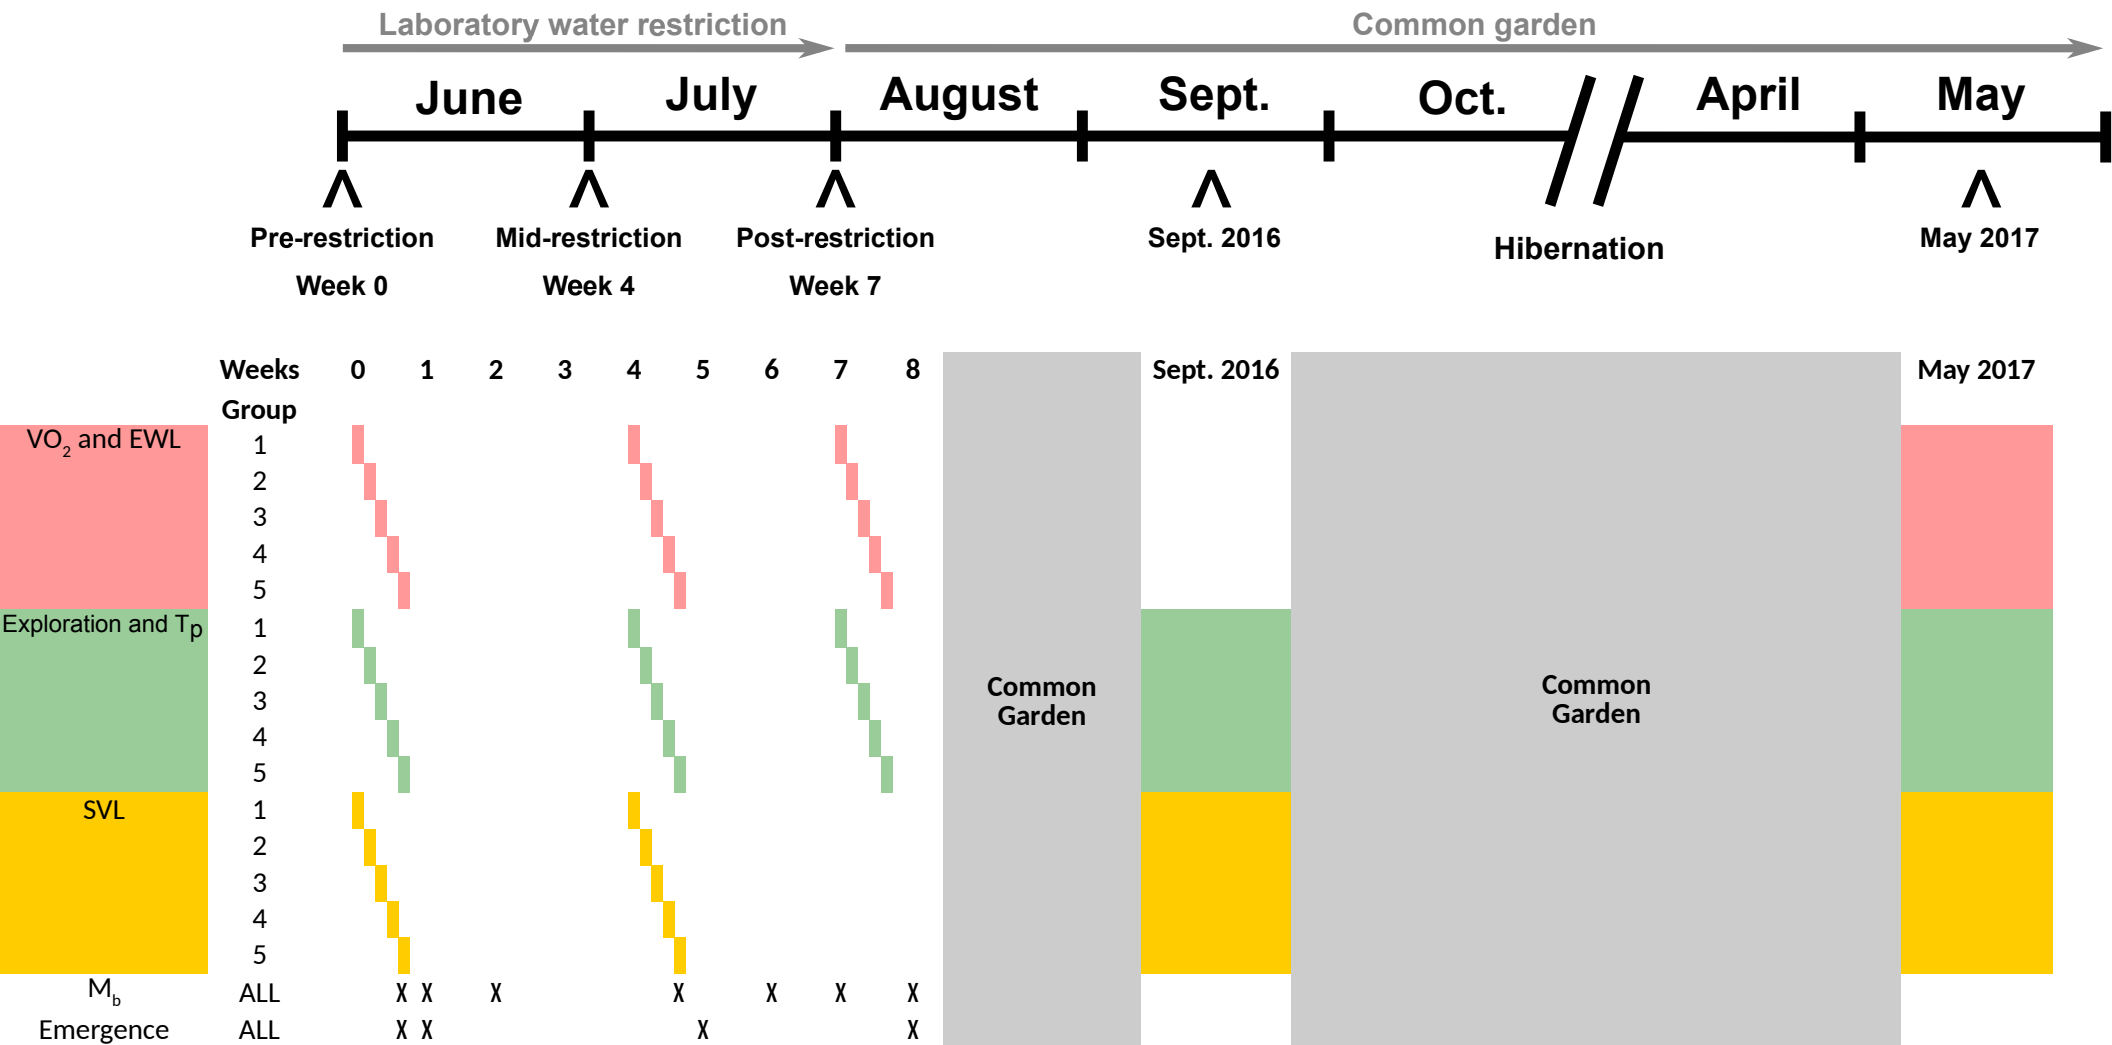 Laboratory water restriction Common garden
June July August Sept. Oct. April May
^ ^ ^ ^ ^
Pre-restriction Mid-restriction Post-restriction Sept. 2016 Hibernation May 2017
Week 0 Week 4 Week 7
Weeks 0 1 2 3 4 5 6 7 8 Sept. 2016 May 2017
Group
VO2 and EWL 1
2
3
4
5
Exploration and Tp 1
2
3
4
5
Common Garden Common Garden
SVL 1
2
3
4
5
Mb ALL X X X X X X X
Emergence ALL X X X X